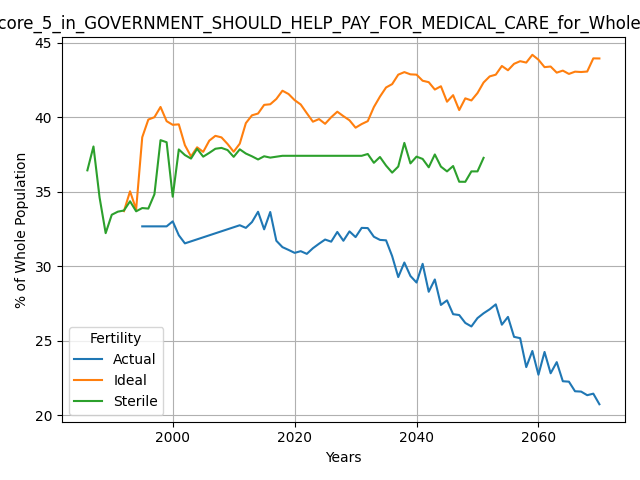 core_5_in_GOVERNMENT_SHOULD_HELP_PAY_FOR_MEDICAL_CARE_for_Whole
45
40
35
30
25
20
% of Whole Population
Fertility
Actual
Ideal
Sterile
2000 2020 2040 2060
Years